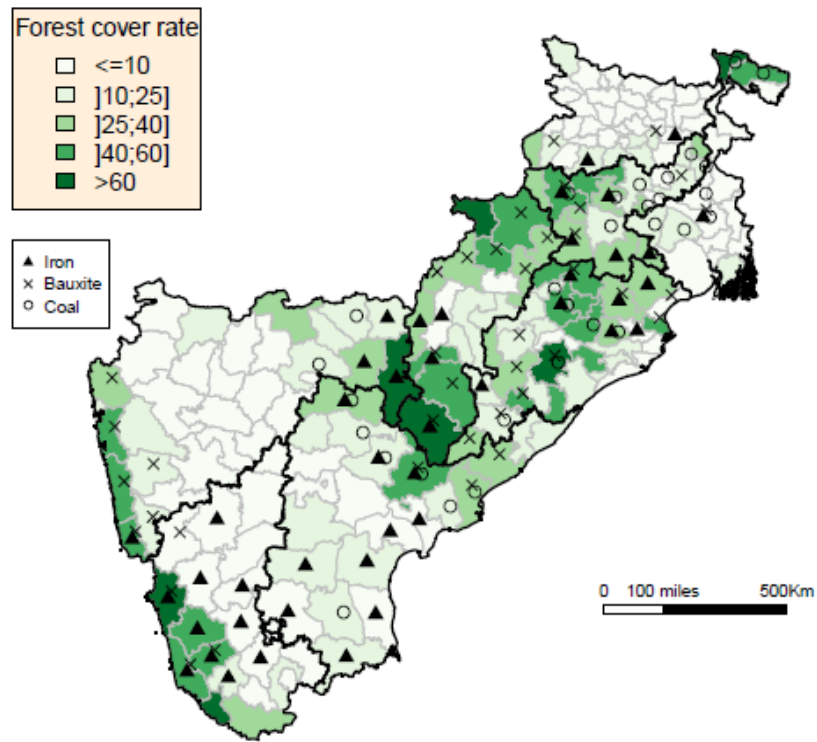 Forest cover rate
<=10
]10;25]
]25;40]
]40;60]
>60
Iron
Bauxite
Coal
0 100 miles 500Km